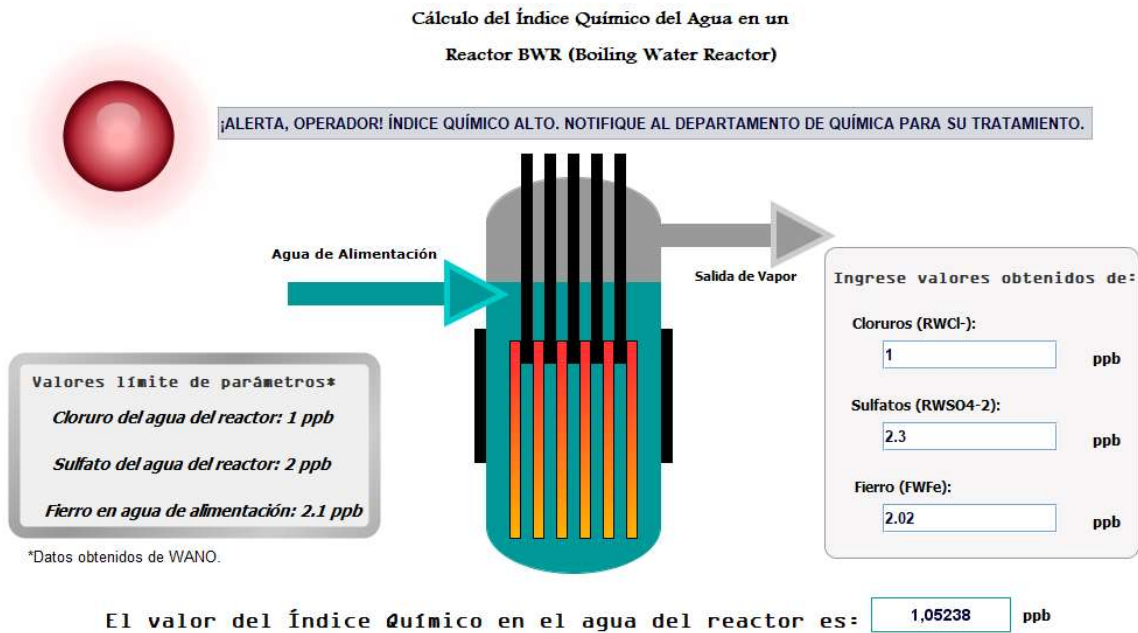 Cálculo del Índice Químico del Agua en un
Reactor BWR (Boiling Water Reactor)
¡ALERTA, OPERADOR! ÍNDICE QUÍMICO ALTO. NOTIFIQUE AL DEPARTAMENTO DE QUÍMICA PARA SU TRATAMIENTO.
Agua de Alimentación
Salida de Vapor
Valores límite de parámetros*
Cloruro del agua del reactor: 1 ppb
Sulfato del agua del reactor: 2 ppb
Fierro en agua de alimentación: 2.1 ppb
*Datos obtenidos de WANO.
Ingrese valores obtenidos de:
Cloruros (RWCl-):
1 ppb
Sulfatos (RWSO4-2):
2.3 ppb
Fierro (FWFe):
2.02 ppb
El valor del Índice Químico en el agua del reactor es: 1,05238 ppb